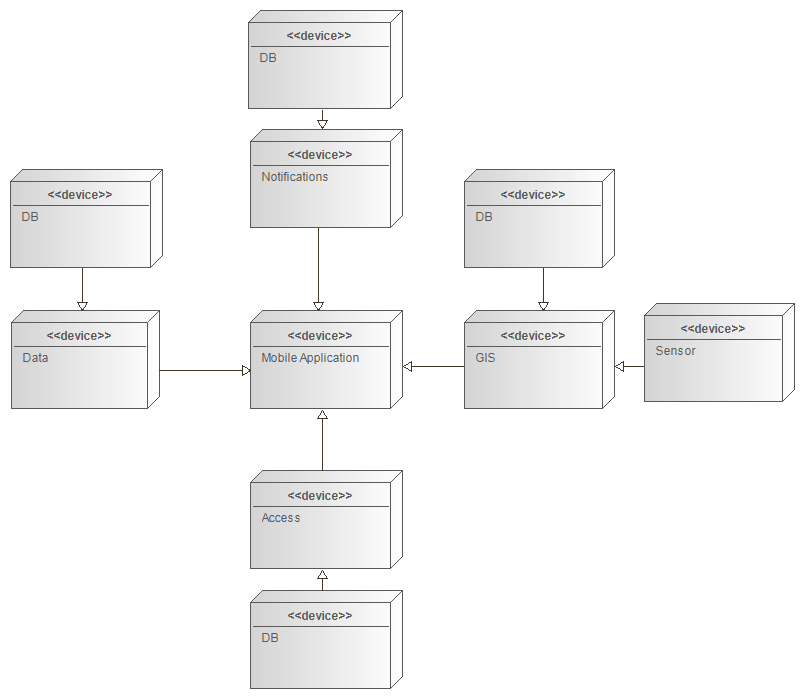 <<device>>
DB
<<device>>
Notifications
<<device>>
DB
<<device>>
DB
<<device>>
Data
<<device>>
Mobile Application
<<device>>
GIS
<<device>>
Sensor
<<device>>
Access
<<device>>
DB